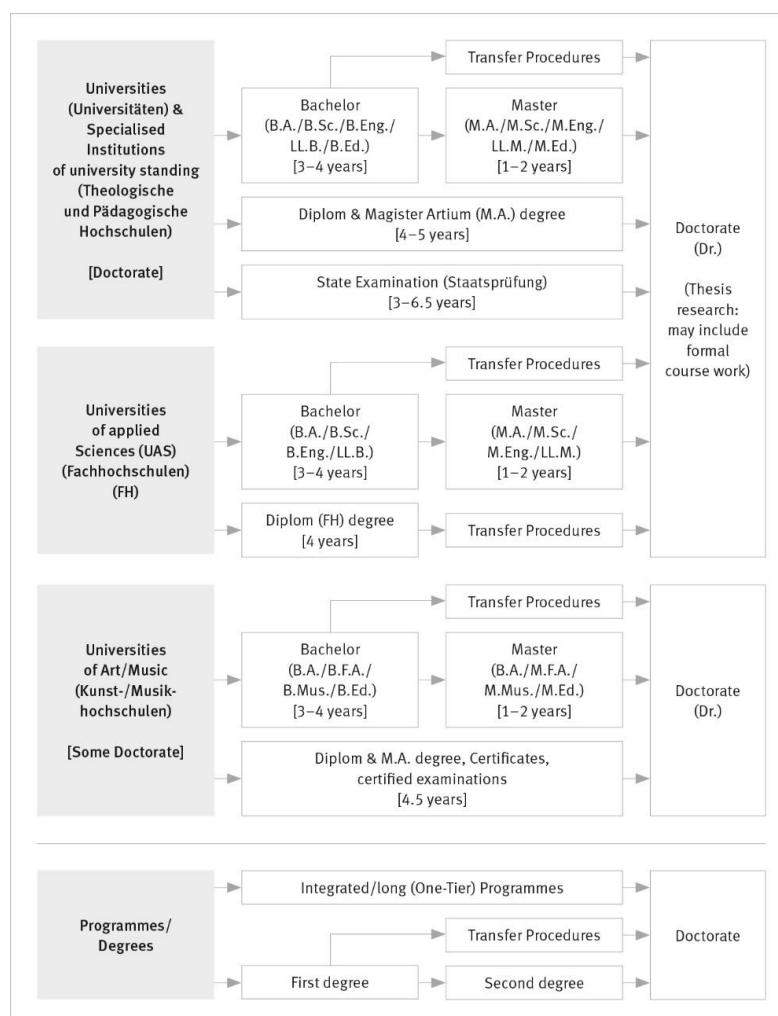 Universities
(Universitäten) &
Specialised
Institutions
of university standing
(Theologische
und Pädagogische
Hochschulen)
[Doctorate]
Transfer Procedures
Bachelor
(B.A./B.Sc./B.Eng./
LL.B./B.Ed.)
[3–4 years]
Master
(M.A./M.Sc./M.Eng./
LL.M./M.Ed.)
[1–2 years]
Diplom & Magister Artium (M.A.) degree
[4–5 years]
State Examination (Staatsprüfung)
[3–6.5 years]
Universities
of applied
Sciences (UAS)
(Fachhochschulen)
(FH)
Transfer Procedures
Bachelor
(B.A./B.Sc./
B.Eng./LL.B.)
[3–4 years]
Master
(M.A./M.Sc./
M.Eng./LL.M.)
[1–2 years]
Diplom (FH) degree
[4 years]
Transfer Procedures
Doctorate
(Dr.)
(Thesis
research:
may include
formal
course work)
Universities
of Art/Music
(Kunst-/Musik-
hochschulen)
[Some Doctorate]
Transfer Procedures
Bachelor
(B.A./B.F.A./
B.Mus./B.Ed.)
[3–4 years]
Master
(B.A./M.F.A./
M.Mus./M.Ed.)
[1–2 years]
Diplom & M.A. degree, Certificates,
certified examinations
[4.5 years]
Doctorate
(Dr.)
Programmes/
Degrees
Integrated/long (One-Tier) Programmes
Transfer Procedures
First degree
Second degree
Doctorate